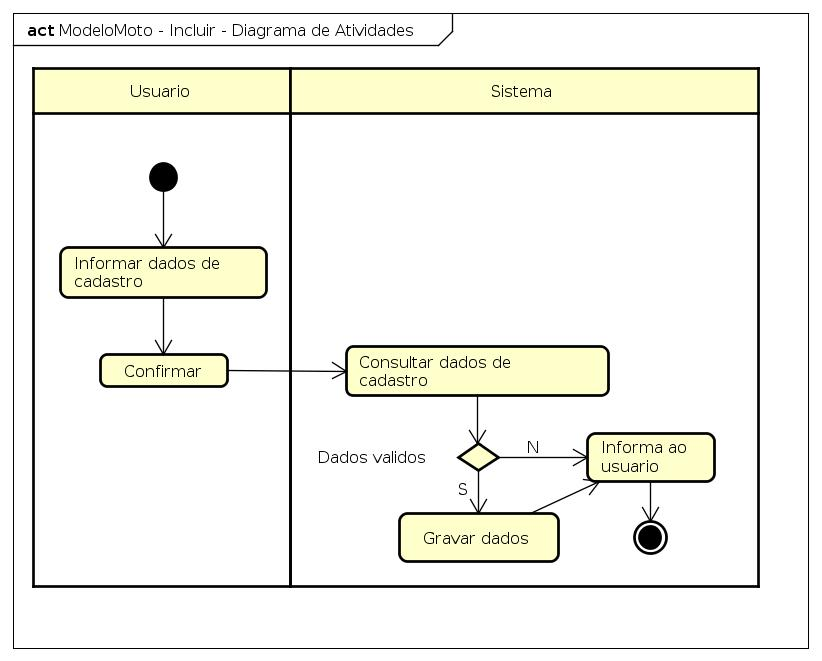 act ModeloMoto - Incluir - Diagrama de Atividades
Usuario
Sistema
Informar dados de
cadastro
Confirmar
Consultar dados de
cadastro
Dados validos
N
Informa ao
usuario
S
Gravar dados